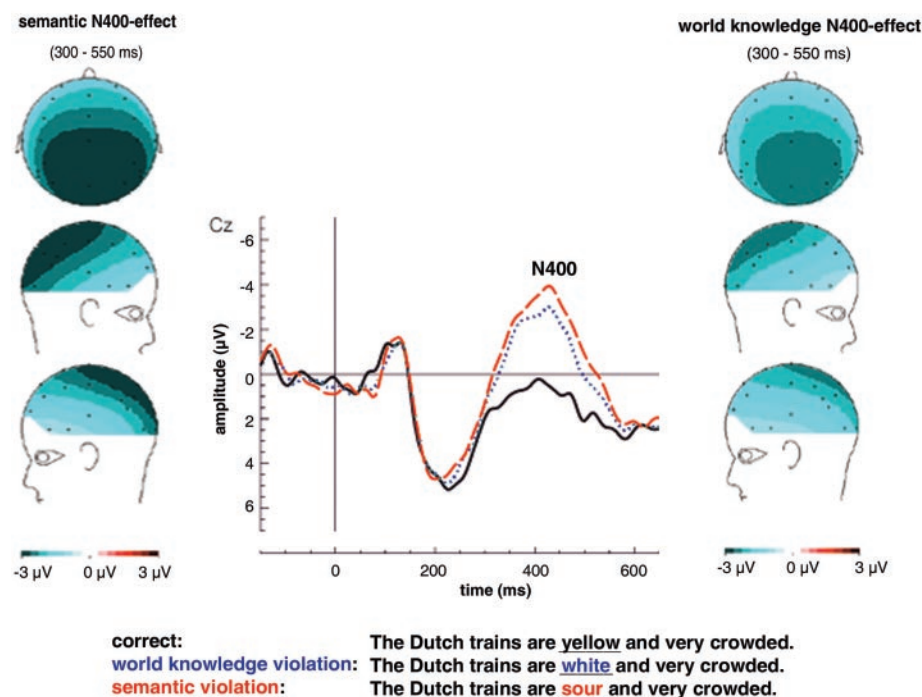 semantic N400-effect
(300 - 550 ms)
world knowledge N400-effect
(300 - 550 ms)
Cz
N400
-6
-4
-2
0
2
4
6
amplitude (µV)
0
200
400
600
time (ms)
-3 µV
0 µV
3 µV
-3 µV
0 µV
3 µV
correct: The Dutch trains are yellow and very crowded.
world knowledge violation: The Dutch trains are white and very crowded.
semantic violation: The Dutch trains are sour and very crowded.